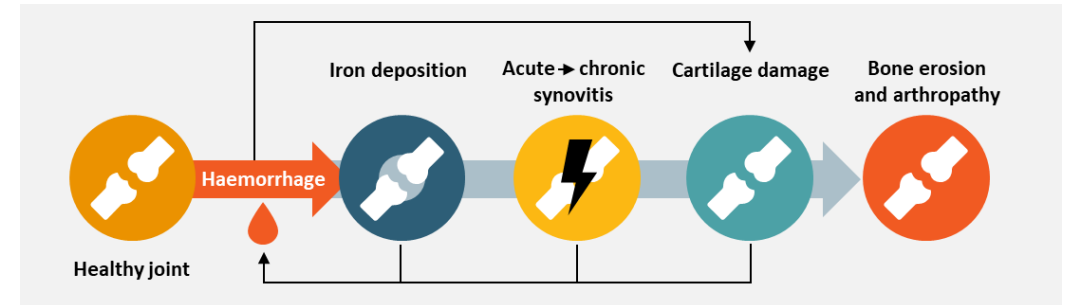 Iron deposition
Acute→chronic
synovitis
Cartilage damage
Bone erosion
and arthropathy
Haemorrhage
Healthy joint